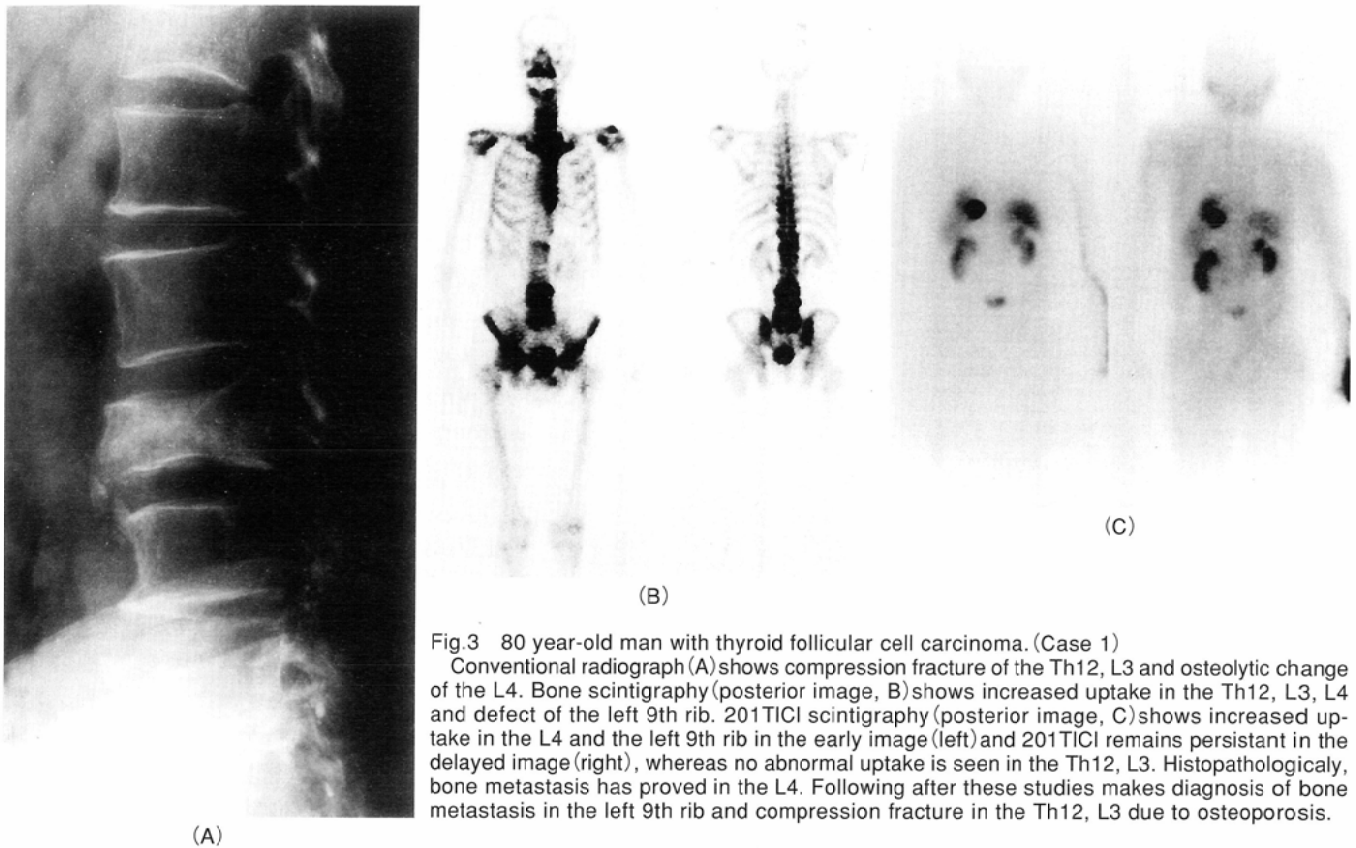 (A)
(B)
(C)
Fig.3 80 year-old man with thyroid follicular cell carcinoma. (Case 1)
Conventional radiograph(A)shows compression fracture of the Th12, L3 and osteolytic change
of the L4. Bone scintigraphy(posterior image, B)shows increased uptake in the Th12, L3, L4
and defect of the left 9th rib. 201TlCl scintigraphy(posterior image, C)shows increased up-
take in the L4 and the left 9th rib in the early image(left)and 201TlCl remains persistant in the
delayed image(right), whereas no abnormal uptake is seen in the Th12, L3. Histopathologicaly,
bone metastasis has proved in the L4. Following after these studies makes diagnosis of bone
metastasis in the left 9th rib and compression fracture in the Th12, L3 due to osteoporosis.